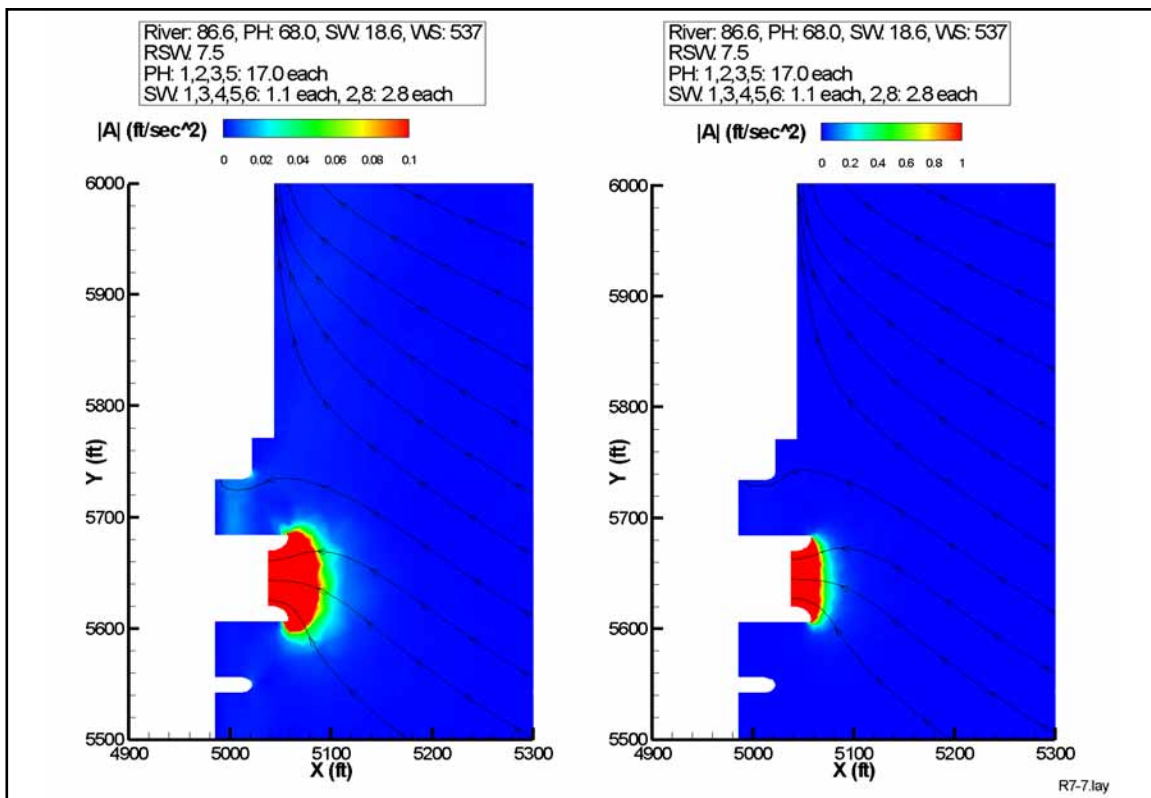 River: 86.6, PH: 68.0, SW: 18.6, WS: 537
RSW: 7.5
PH: 1,2,3,5: 17.0 each
SW: 1,3,4,5,6: 1.1 each, 2,8: 2.8 each
|A| (ft/sec^2)
0 0.02 0.04 0.06 0.08 0.1
6000
5900
5800
5700
5600
5500
Y (ft)
4900 5000 5100 5200 5300
X (ft)
River: 86.6, PH: 68.0, SW: 18.6, WS: 537
RSW: 7.5
PH: 1,2,3,5: 17.0 each
SW: 1,3,4,5,6: 1.1 each, 2,8: 2.8 each
|A| (ft/sec^2)
0 0.2 0.4 0.6 0.8 1
6000
5900
5800
5700
5600
5500
Y (ft)
4900 5000 5100 5200 5300
X (ft)
R7-7.lay